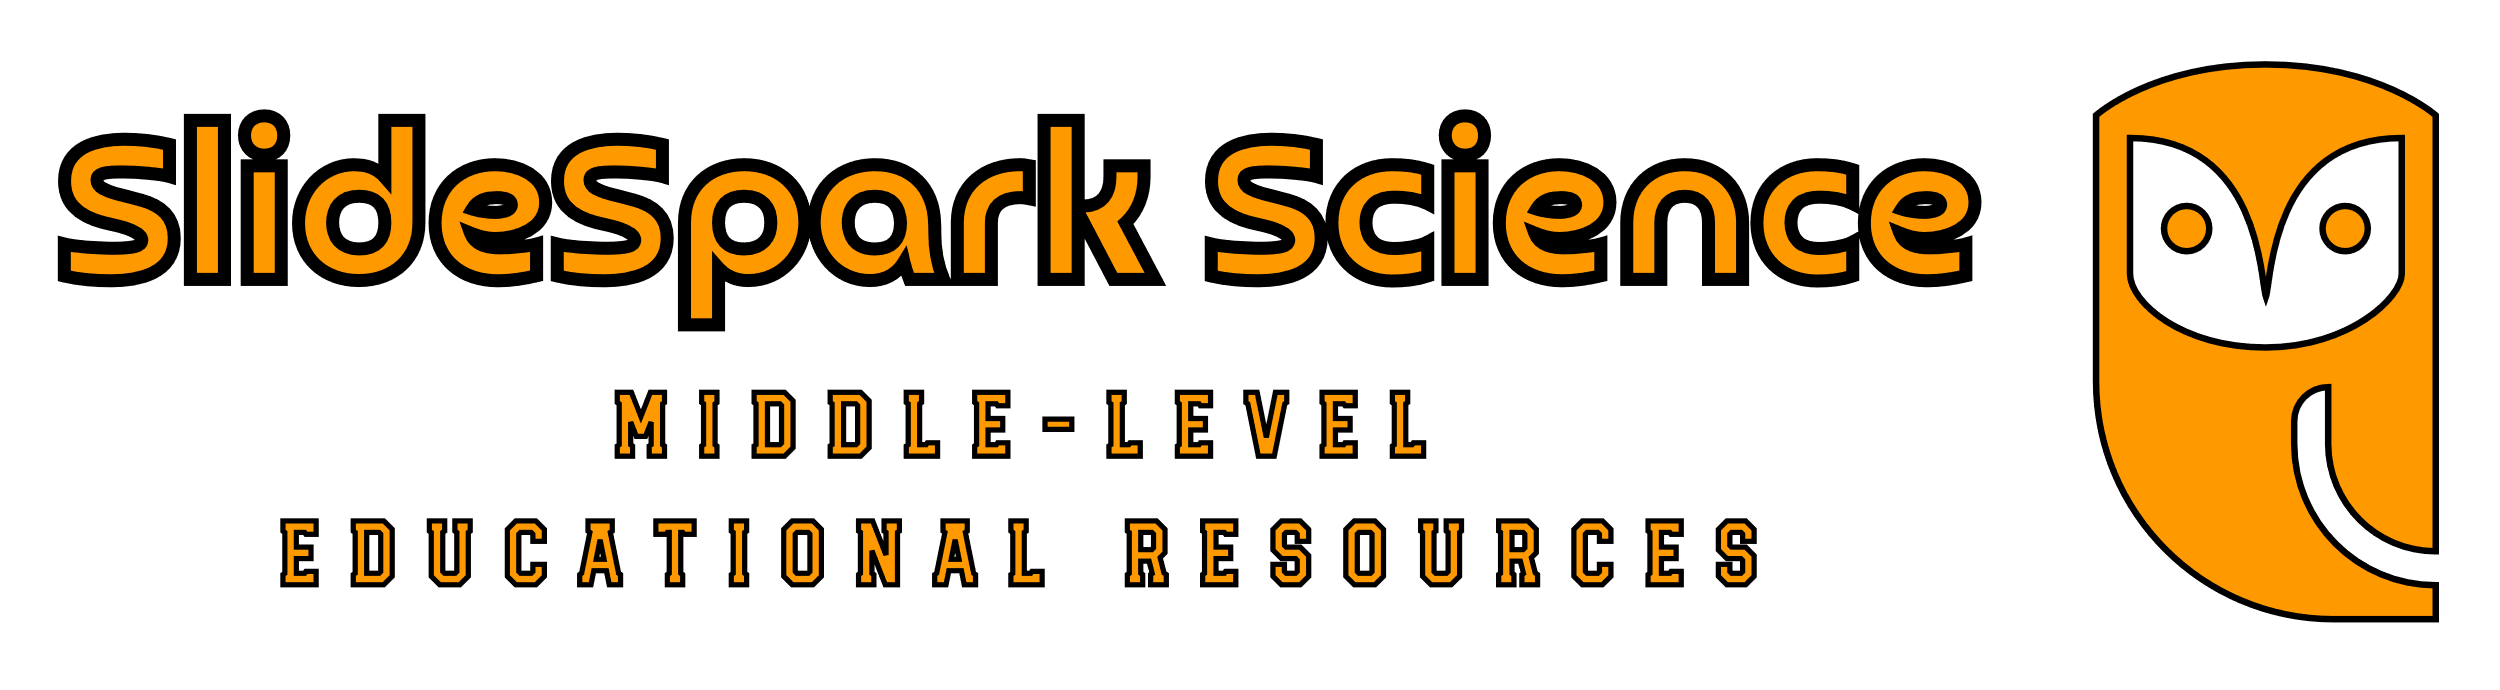 slidespark science
MIDDLE-LEVEL
EDUCATIONAL RESOURCES